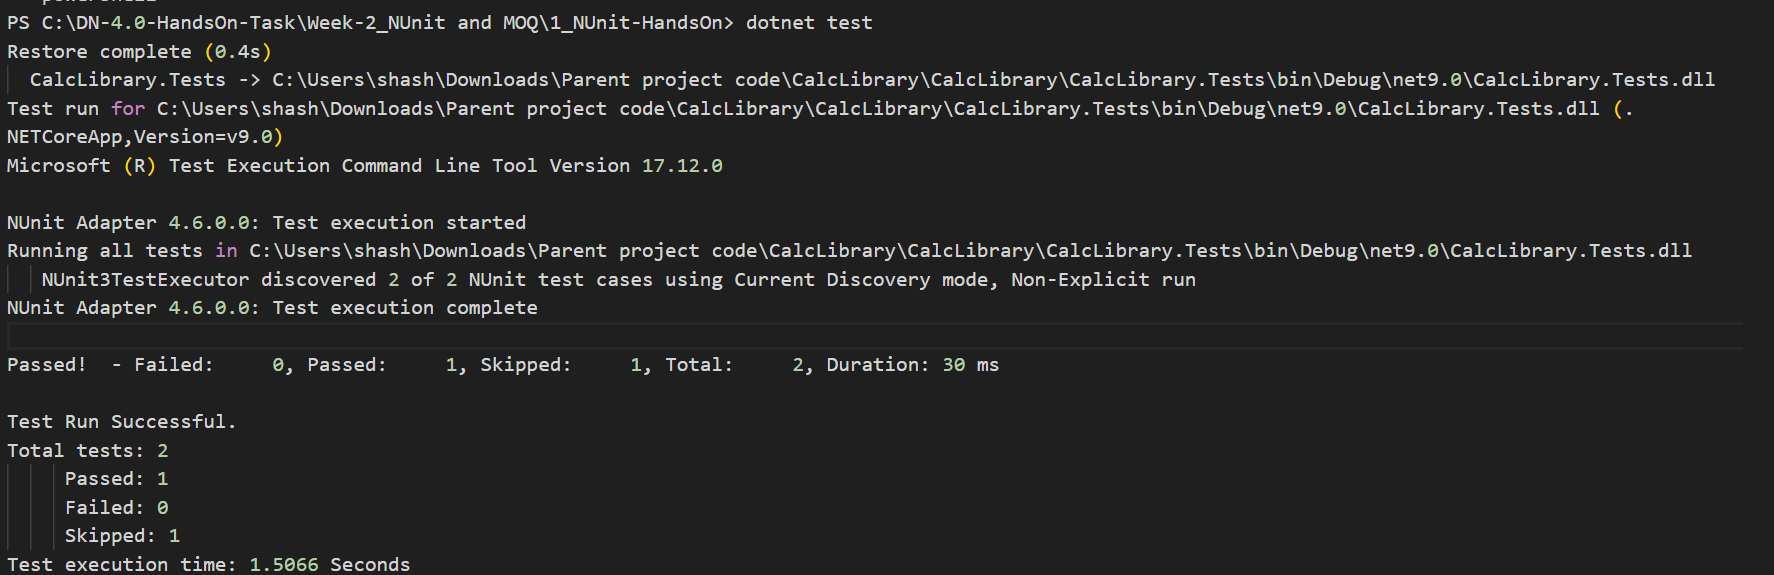 powershell
PS C:\DN-4.0-HandsOn-Task\Week-2_NUnit and MOQ\1_NUnit-HandsOn> dotnet test
Restore complete (0.4s)
CalcLibrary.Tests -> C:\Users\shash\Downloads\Parent project code\CalcLibrary\CalcLibrary\CalcLibrary.Tests\bin\Debug\net9.0\CalcLibrary.Tests.dll
Test run for C:\Users\shash\Downloads\Parent project code\CalcLibrary\CalcLibrary\CalcLibrary.Tests\bin\Debug\net9.0\CalcLibrary.Tests.dll (.
NETCoreApp,Version=v9.0)
Microsoft (R) Test Execution Command Line Tool Version 17.12.0
NUnit Adapter 4.6.0.0: Test execution started
Running all tests in C:\Users\shash\Downloads\Parent project code\CalcLibrary\CalcLibrary\CalcLibrary.Tests\bin\Debug\net9.0\CalcLibrary.Tests.dll
NUnit3TestExecutor discovered 2 of 2 NUnit test cases using Current Discovery mode, Non-Explicit run
NUnit Adapter 4.6.0.0: Test execution complete
Passed!  - Failed:     0, Passed:     1, Skipped:     1, Total:     2, Duration: 30 ms
Test Run Successful.
Total tests: 2
Passed: 1
Failed: 0
Skipped: 1
Test execution time: 1.5066 Seconds